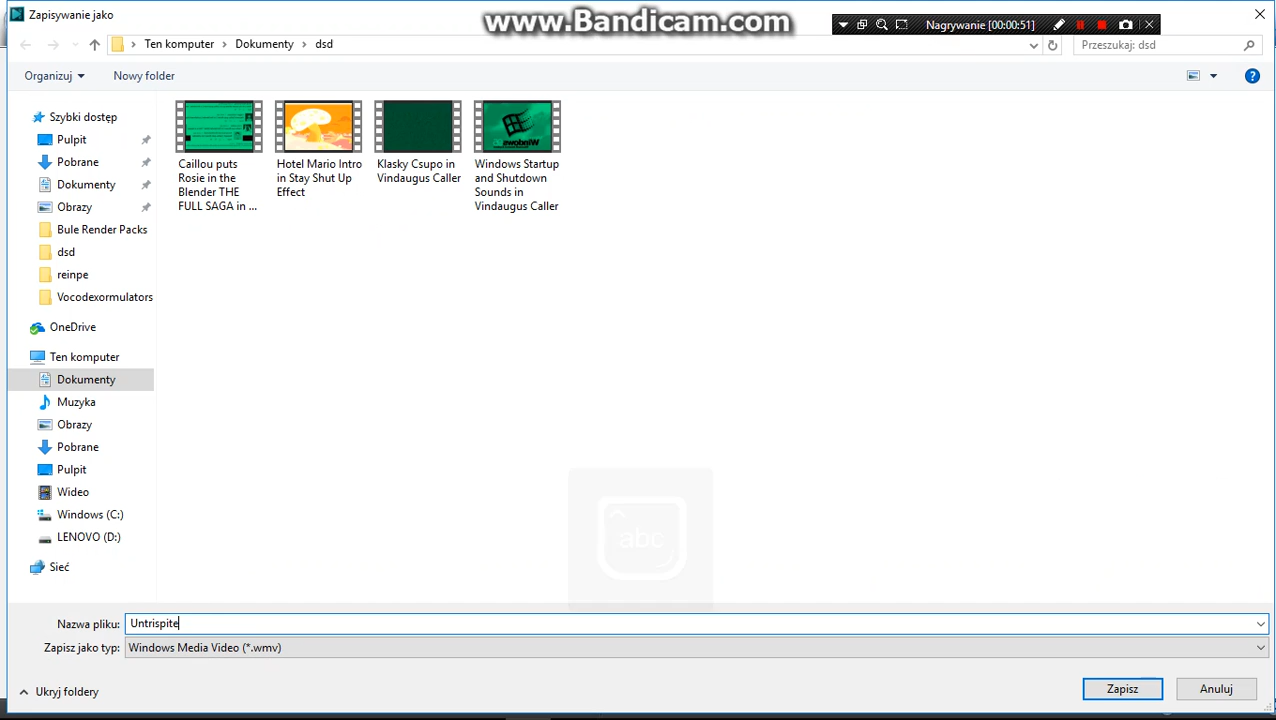 Zapisywanie jako
www.Bandicam.com
Nagrywanie [00:00:51]
Ten komputer
Dokumenty
dsd
Przeszukaj: dsd
Organizuj
Nowy folder
Szybki dostęp
Pulpit
Pobrane
Dokumenty
Obrazy
Bule Render Packs
dsd
reinpe
Vocodexormulators
OneDrive
Ten komputer
Dokumenty
Muzyka
Obrazy
Pobrane
Pulpit
Wideo
Windows (C:)
LENOVO (D:)
Sieć
Caillou puts
Rosie in the
Blender THE
FULL SAGA in ...
Hotel Mario Intro
in Stay Shut Up
Effect
Klasky Csupo in
Vindaugus Caller
Windows Startup
and Shutdown
Sounds in
Vindaugus Caller
abc
Nazwa pliku:
Untrispite
Zapisz jako typ:
Windows Media Video (*.wmv)
Ukryj foldery
Zapisz
Anuluj